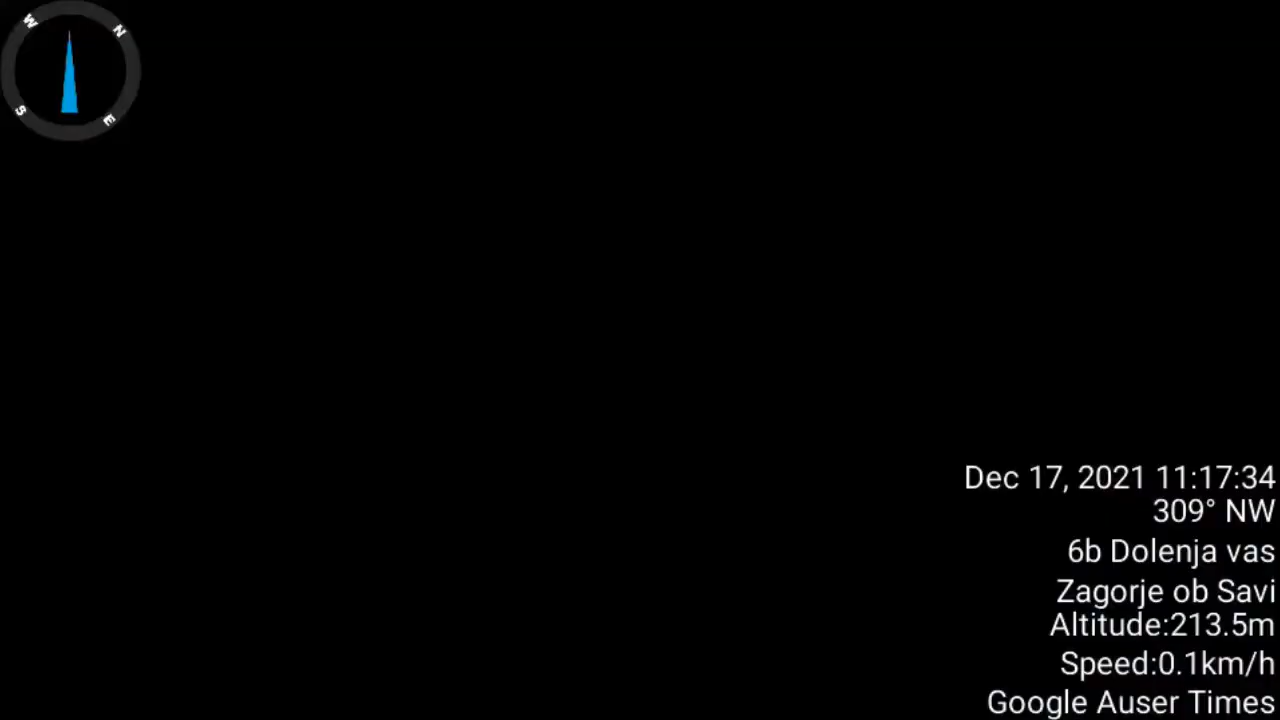 W
N
S
E
Dec 17, 2021 11:17:34
309° NW
6b Dolenja vas
Zagorje ob Savi
Altitude:213.5m
Speed:0.1km/h
Google Auser Times